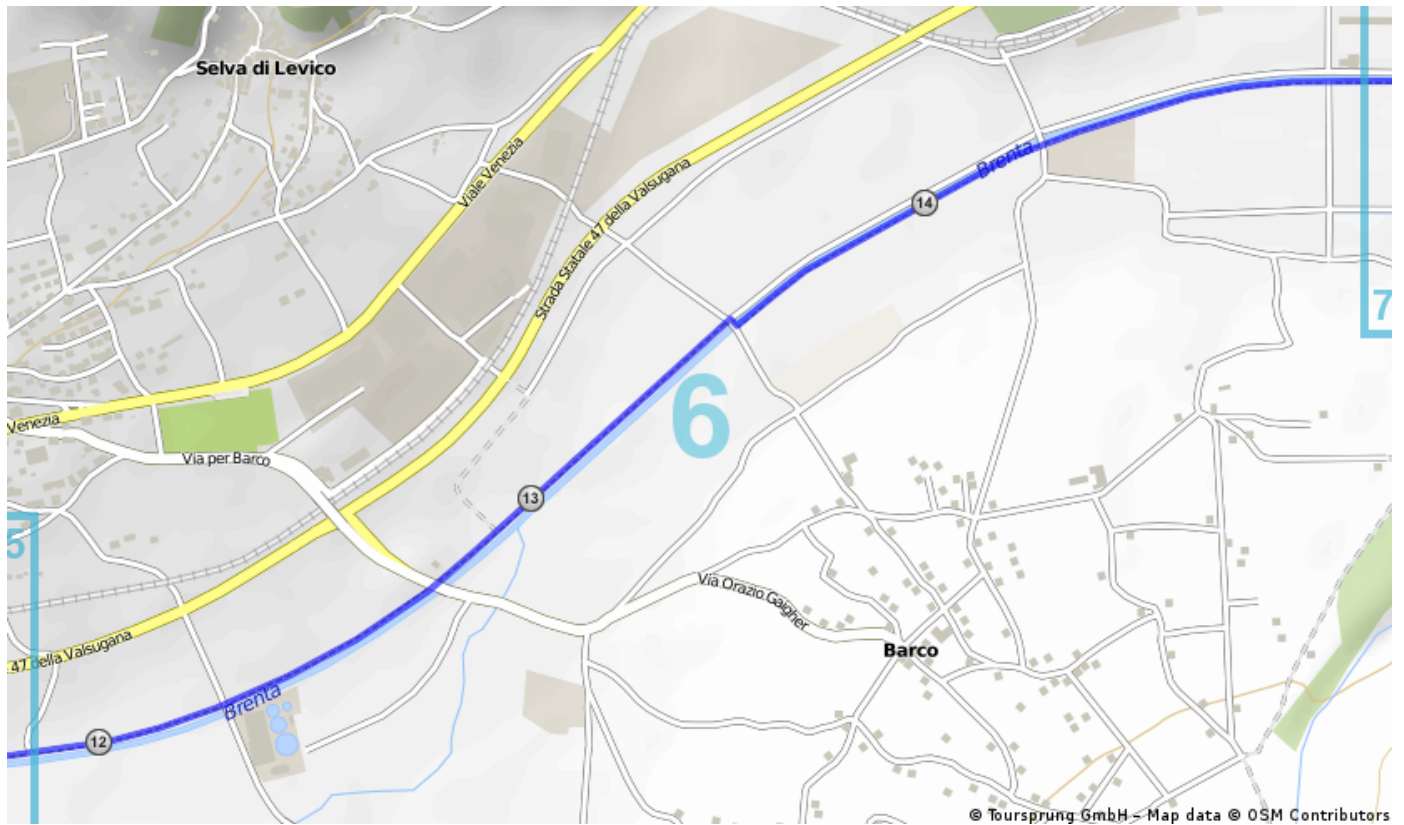 Selva di Levico
Viale Venezia
Strada Statale 47 della Valsugana
Brenta
14
7
6
Venezia
Via per Barco
13
5
Via Orazio Gaigher
Barco
47 della Valsugana
Brenta
12
© Toursprung GmbH – Map data © OSM Contributors